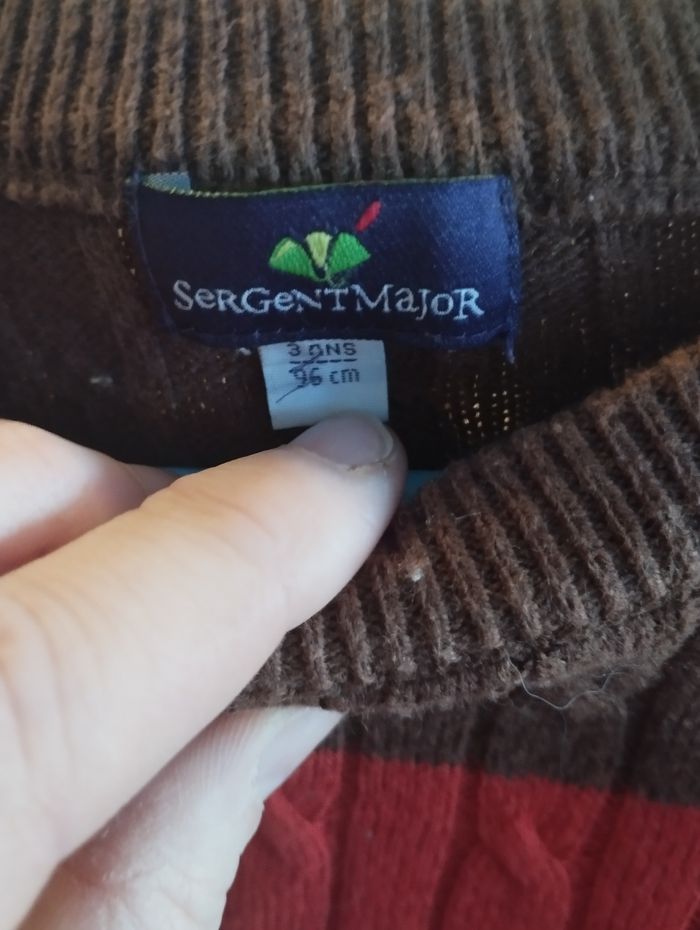 SeRGeNTMaJoR
3 ANS
96 cm